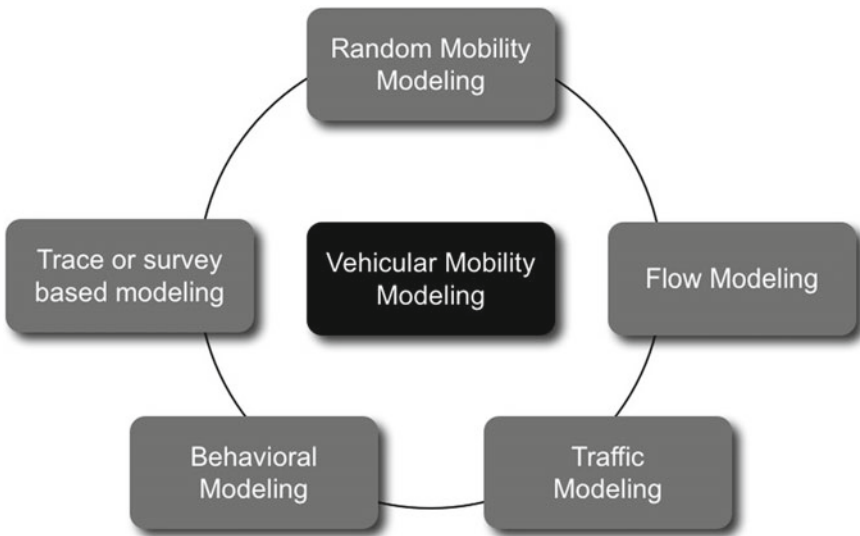 Random Mobility
Modeling
Trace or survey
based modeling
Vehicular Mobility
Modeling
Flow Modeling
Behavioral
Modeling
Traffic
Modeling